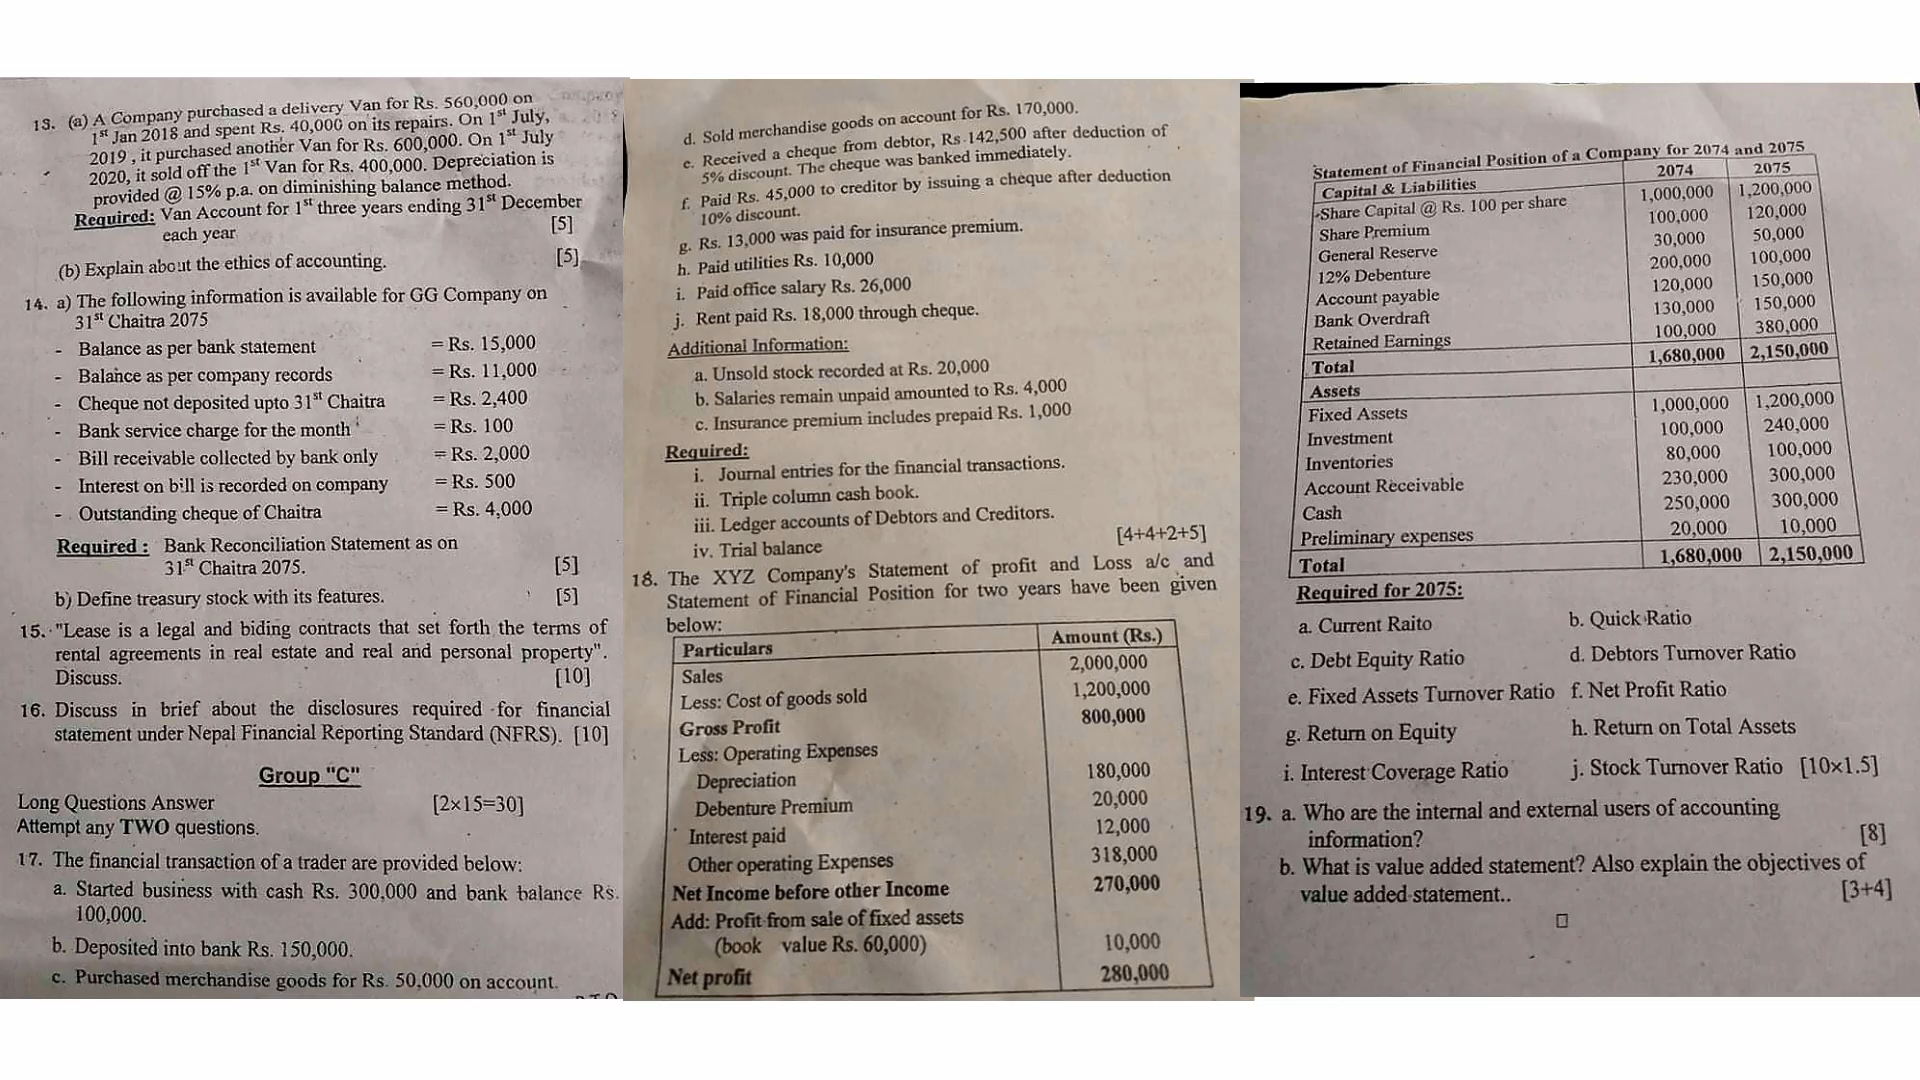 13. (a) A Company purchased a delivery Van for Rs. 560,000 on
1st Jan 2018 and spent Rs. 40,000 on its repairs. On 1st July,
2019 , it purchased another Van for Rs. 600,000. On 1st July
2020, it sold off the 1st Van for Rs. 400,000. Depreciation is
provided @ 15% p.a. on diminishing balance method.
Required: Van Account for 1st three years ending 31st December
each year [5]
(b) Explain about the ethics of accounting. [5]
14. a) The following information is available for GG Company on
31st Chaitra 2075
- Balance as per bank statement = Rs. 15,000
- Balance as per company records = Rs. 11,000
- Cheque not deposited upto 31st Chaitra = Rs. 2,400
- Bank service charge for the month = Rs. 100
- Bill receivable collected by bank only = Rs. 2,000
- Interest on bill is recorded on company = Rs. 500
- Outstanding cheque of Chaitra = Rs. 4,000
Required : Bank Reconciliation Statement as on
31st Chaitra 2075. [5]
b) Define treasury stock with its features. [5]
15. "Lease is a legal and biding contracts that set forth the terms of
rental agreements in real estate and real and personal property".
Discuss. [10]
16. Discuss in brief about the disclosures required for financial
statement under Nepal Financial Reporting Standard (NFRS). [10]
Group "C"
Long Questions Answer [2×15=30]
Attempt any TWO questions.
17. The financial transaction of a trader are provided below:
a. Started business with cash Rs. 300,000 and bank balance Rs.
100,000.
b. Deposited into bank Rs. 150,000.
c. Purchased merchandise goods for Rs. 50,000 on account.
d. Sold merchandise goods on account for Rs. 170,000.
e. Received a cheque from debtor, Rs 142,500 after deduction of
5% discount. The cheque was banked immediately.
f. Paid Rs. 45,000 to creditor by issuing a cheque after deduction
10% discount.
g. Rs. 13,000 was paid for insurance premium.
h. Paid utilities Rs. 10,000
i. Paid office salary Rs. 26,000
j. Rent paid Rs. 18,000 through cheque.
Additional Information:
a. Unsold stock recorded at Rs. 20,000
b. Salaries remain unpaid amounted to Rs. 4,000
c. Insurance premium includes prepaid Rs. 1,000
Required:
i. Journal entries for the financial transactions.
ii. Triple column cash book.
iii. Ledger accounts of Debtors and Creditors.
iv. Trial balance [4+4+2+5]
18. The XYZ Company's Statement of profit and Loss a/c and
Statement of Financial Position for two years have been given
below:
Particulars Amount (Rs.)
Sales 2,000,000
Less: Cost of goods sold 1,200,000
Gross Profit 800,000
Less: Operating Expenses
Depreciation 180,000
Debenture Premium 20,000
Interest paid 12,000
Other operating Expenses 318,000
Net Income before other Income 270,000
Add: Profit from sale of fixed assets
(book value Rs. 60,000) 10,000
Net profit 280,000
Statement of Financial Position of a Company for 2074 and 2075
Capital & Liabilities 2074 2075
Share Capital @ Rs. 100 per share 1,000,000 1,200,000
Share Premium 100,000 120,000
General Reserve 30,000 50,000
12% Debenture 200,000 100,000
Account payable 120,000 150,000
Bank Overdraft 130,000 150,000
Retained Earnings 100,000 380,000
Total 1,680,000 2,150,000
Assets
Fixed Assets 1,000,000 1,200,000
Investment 100,000 240,000
Inventories 80,000 100,000
Account Receivable 230,000 300,000
Cash 250,000 300,000
Preliminary expenses 20,000 10,000
Total 1,680,000 2,150,000
Required for 2075:
a. Current Raito b. Quick Ratio
c. Debt Equity Ratio d. Debtors Turnover Ratio
e. Fixed Assets Turnover Ratio f. Net Profit Ratio
g. Return on Equity h. Return on Total Assets
i. Interest Coverage Ratio j. Stock Turnover Ratio [10×1.5]
19. a. Who are the internal and external users of accounting
information? [8]
b. What is value added statement? Also explain the objectives of
value added statement.. [3+4]